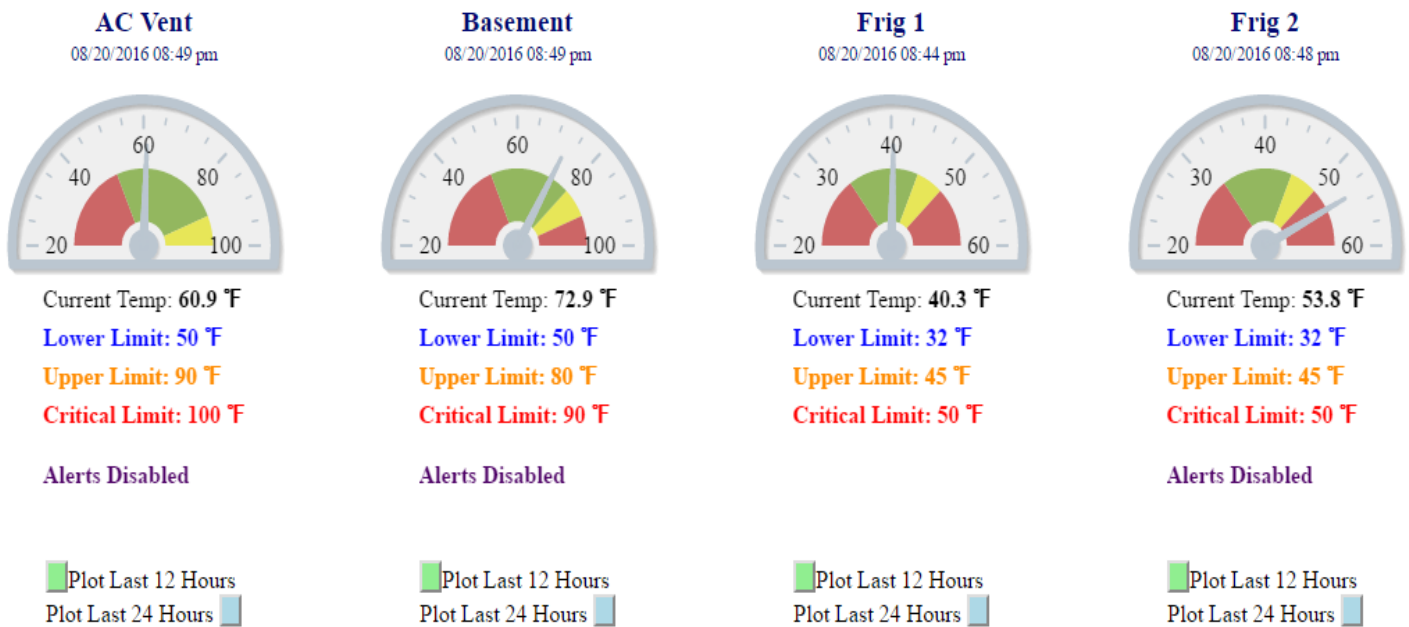 AC Vent
08/20/2016 08:49 pm
60
40
80
20
100
Current Temp: 60.9 °F
Lower Limit: 50 °F
Upper Limit: 90 °F
Critical Limit: 100 °F
Alerts Disabled
Plot Last 12 Hours
Plot Last 24 Hours
Basement
08/20/2016 08:49 pm
60
40
80
20
100
Current Temp: 72.9 °F
Lower Limit: 50 °F
Upper Limit: 80 °F
Critical Limit: 90 °F
Alerts Disabled
Plot Last 12 Hours
Plot Last 24 Hours
Frig 1
08/20/2016 08:44 pm
40
30
50
20
60
Current Temp: 40.3 °F
Lower Limit: 32 °F
Upper Limit: 45 °F
Critical Limit: 50 °F
Plot Last 12 Hours
Plot Last 24 Hours
Frig 2
08/20/2016 08:48 pm
40
30
50
20
60
Current Temp: 53.8 °F
Lower Limit: 32 °F
Upper Limit: 45 °F
Critical Limit: 50 °F
Alerts Disabled
Plot Last 12 Hours
Plot Last 24 Hours